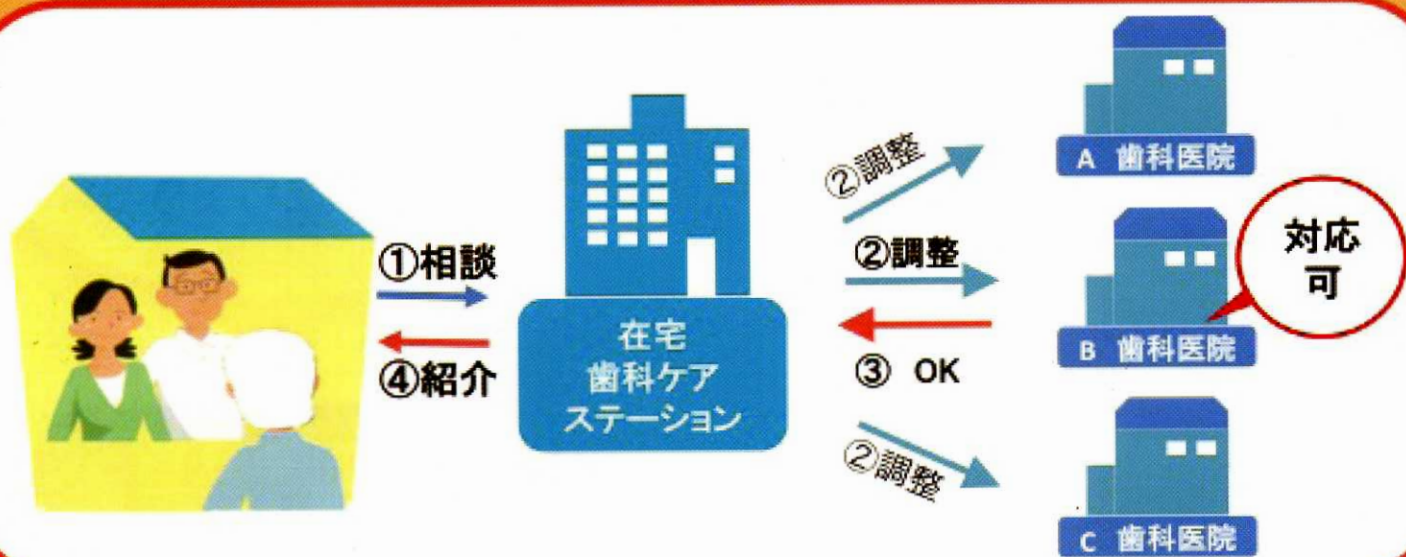 ①相談
④紹介
在宅
歯科ケア
ステーション
②調整
②調整
③ OK
②調整
A 歯科医院
B 歯科医院
対応
可
C 歯科医院